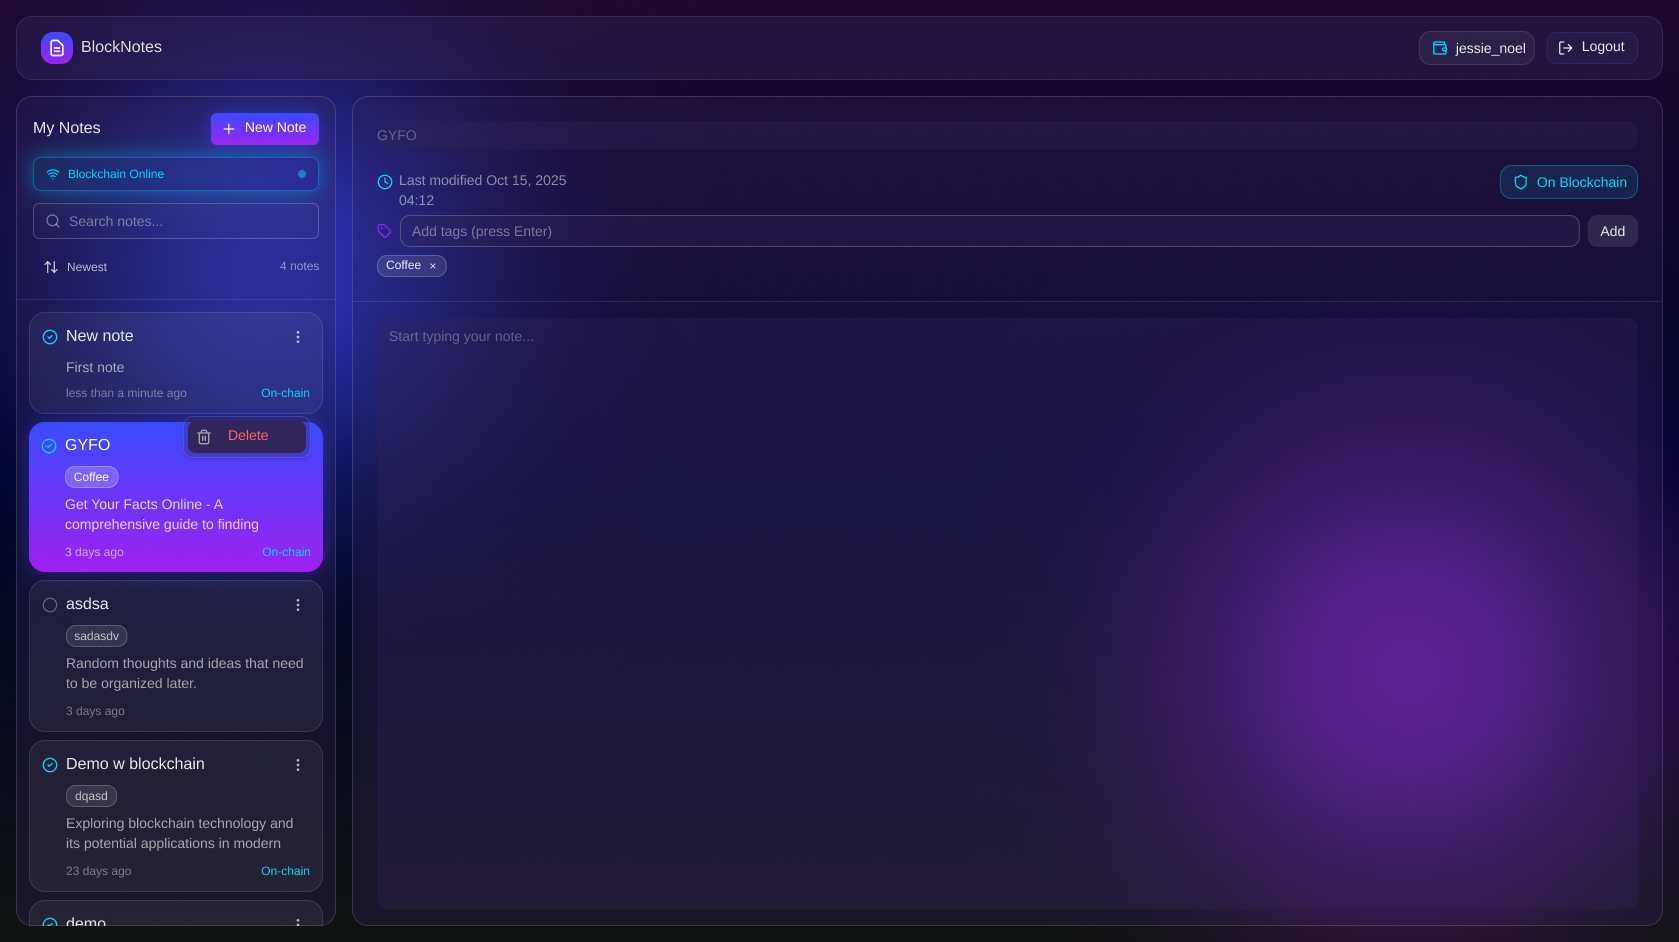 BlockNotes
jessie_noel
Logout
My Notes
New Note
Blockchain Online
Search notes...
Newest
4 notes
New note
First note
less than a minute ago
On-chain
Delete
GYFO
Coffee
Get Your Facts Online - A
comprehensive guide to finding
3 days ago
On-chain
asdsa
sadasdv
Random thoughts and ideas that need
to be organized later.
3 days ago
Demo w blockchain
dqasd
Exploring blockchain technology and
its potential applications in modern
23 days ago
On-chain
demo
GYFO
Last modified Oct 15, 2025
04:12
On Blockchain
Add tags (press Enter)
Add
Coffee ×
Start typing your note...